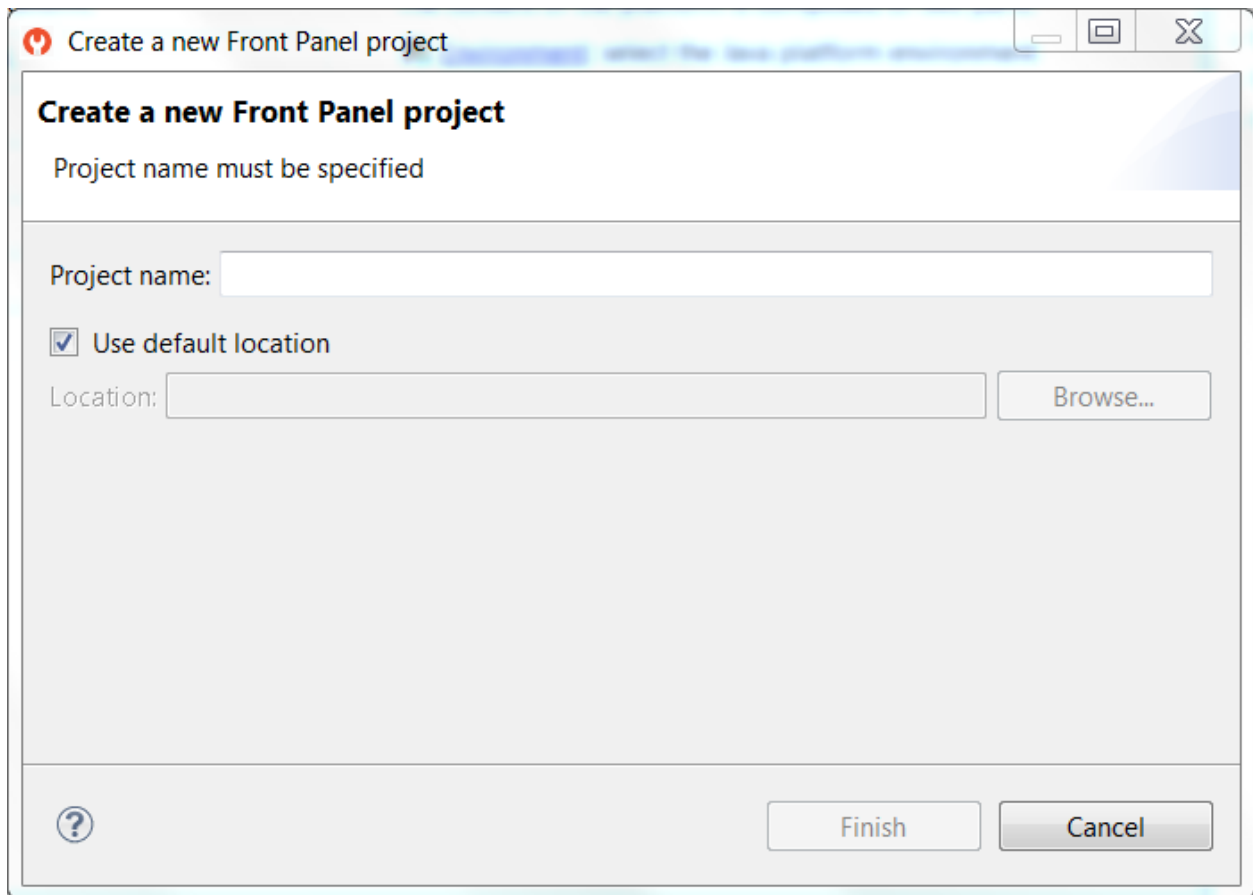 Create a new Front Panel project
Create a new Front Panel project
Project name must be specified
Project name:
Use default location
Location:
Browse...
?
Finish
Cancel